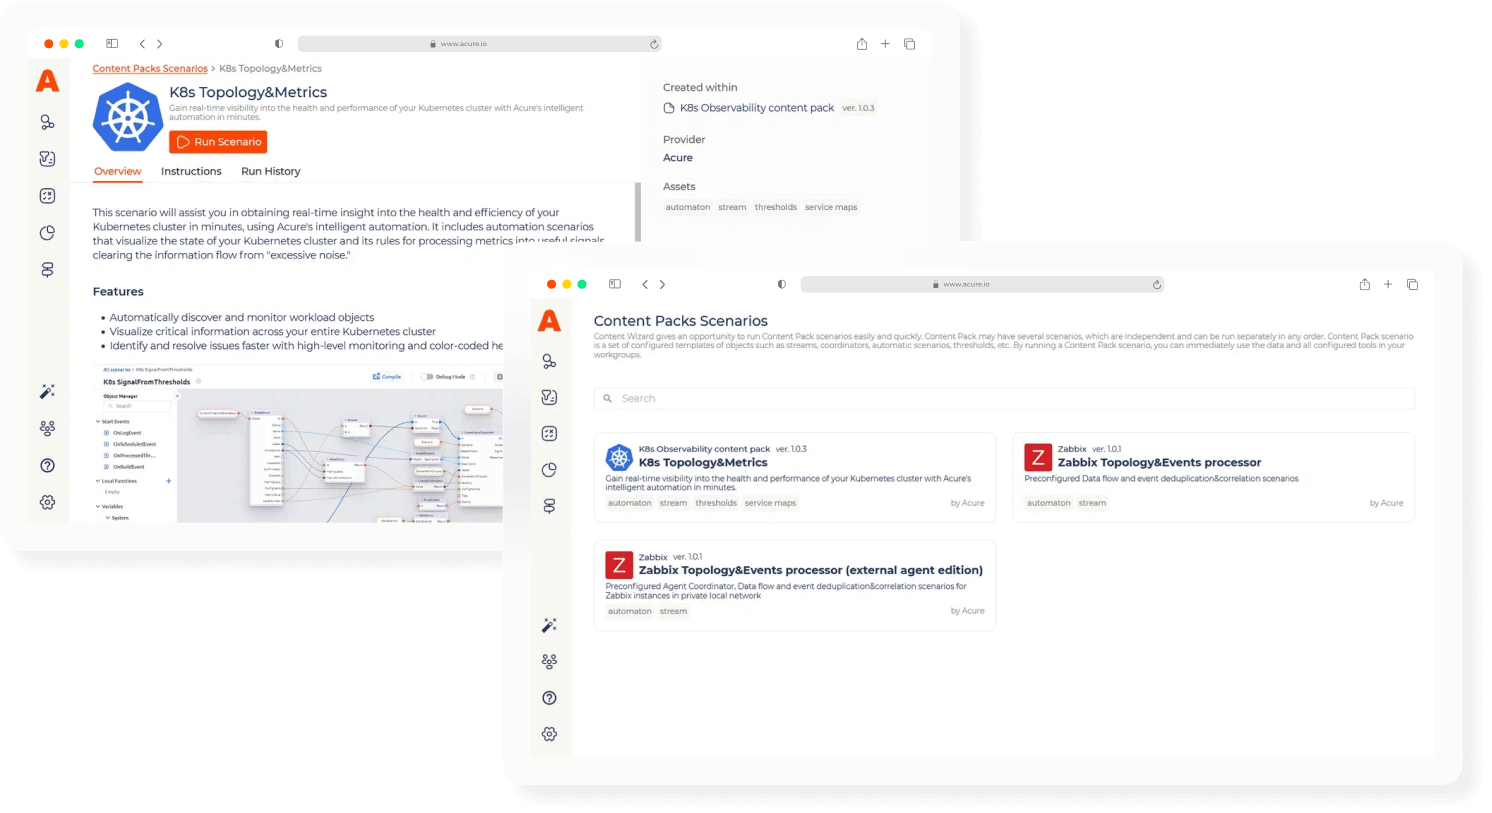 www.acure.io
Content Packs Scenarios > K8s Topology&Metrics
K8s Topology&Metrics
Gain real-time visibility into the health and performance of your Kubernetes cluster with Acure's intelligent
automation in minutes.
Run Scenario
Overview Instructions Run History
This scenario will assist you in obtaining real-time insight into the health and efficiency of your
Kubernetes cluster in minutes, using Acure's intelligent automation. It includes automation scenarios
that visualize the state of your Kubernetes cluster and its rules for processing metrics into useful signals
clearing the information flow from "excessive noise."
Features
Automatically discover and monitor workload objects
Visualize critical information across your entire Kubernetes cluster
Identify and resolve issues faster with high-level monitoring and color-coded he
All scenarios > K8s SignalFromThresholds
K8s SignalFromThresholds
Compile Debug Mode
Object Manager
Search
Start Events
OnLogEvent
OnScheduledEvent
OnProcessedThr...
OnBuildEvent
Local Functions +
Empty
Variables
System
Created within
K8s Observability content pack ver. 1.0.3
Provider
Acure
Assets
automaton stream thresholds service maps
www.acure.io
A
Content Packs Scenarios
Content Wizard gives an opportunity to run Content Pack scenarios easily and quickly. Content Pack may have several scenarios, which are independent and can be run separately in any order. Content Pack scenario
is a set of configured templates of objects such as streams, coordinators, automatic scenarios, thresholds, etc. By running a Content Pack scenario, you can immediately use the data and all configured tools in your
workgroups.
Search
K8s Observability content pack ver. 1.0.3
K8s Topology&Metrics
Gain real-time visibility into the health and performance of your Kubernetes cluster with Acure's
intelligent automation in minutes.
automaton stream thresholds service maps by Acure
Z
Zabbix ver. 1.0.1
Zabbix Topology&Events processor
Preconfigured Data flow and event deduplication&correlation scenarios
automaton stream by Acure
Z
Zabbix ver. 1.0.1
Zabbix Topology&Events processor (external agent edition)
Preconfigured Agent Coordinator, Data flow and event deduplication&correlation scenarios for
Zabbix instances in private local network
automaton stream by Acure